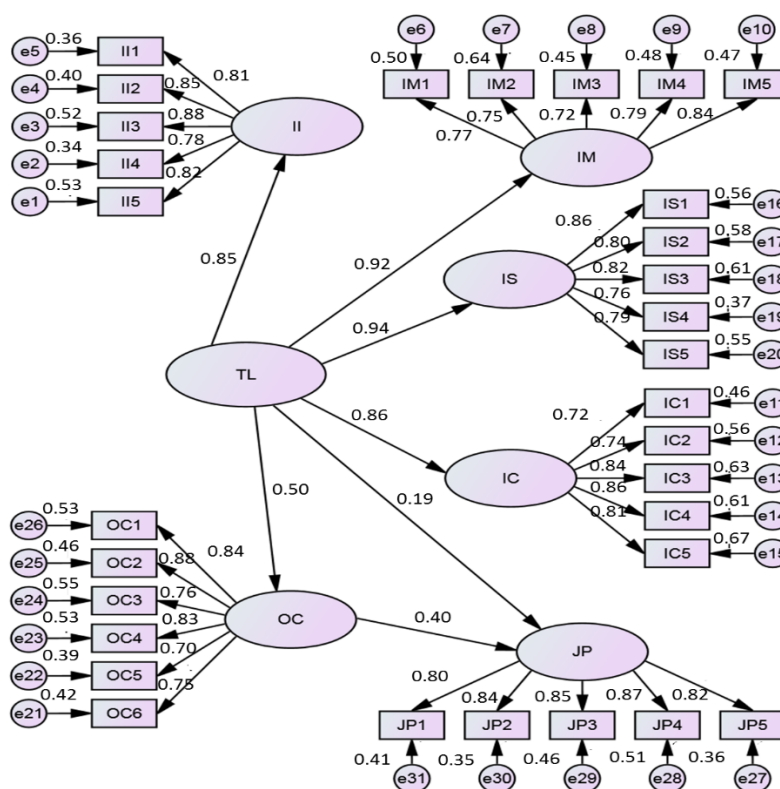 e5 0.36 II1 0.81
e4 0.40 II2 0.85
e3 0.52 II3 0.88
e2 0.34 II4 0.78
e1 0.53 II5 0.82
II
e6 e7 e8 e9 e10
0.50 0.64 0.45 0.48 0.47
IM1 IM2 IM3 IM4 IM5
0.77 0.75 0.72 0.79 0.84
IM
0.86 IS1 0.56 e16
0.80 IS2 0.58 e17
0.82 IS3 0.61 e18
0.76 IS4 0.37 e19
0.79 IS5 0.55 e20
IS
0.85 0.92 0.94
TL
0.86 0.50 0.19
0.72 IC1 0.46
0.74 IC2 0.56 e12
0.84 IC3 0.63 e13
0.86 IC4 0.61 e14
0.81 IC5 0.67 e15
IC
e26 0.53 OC1 0.84
e25 0.46 OC2 0.88
e24 0.55 OC3 0.76
e23 0.53 OC4 0.83
e22 0.39 OC5 0.70
e21 0.42 OC6 0.75
OC
0.40
JP
0.80 0.84 0.85 0.87 0.82
JP1 JP2 JP3 JP4 JP5
0.41 0.35 0.46 0.51 0.36
e31 e30 e29 e28 e27